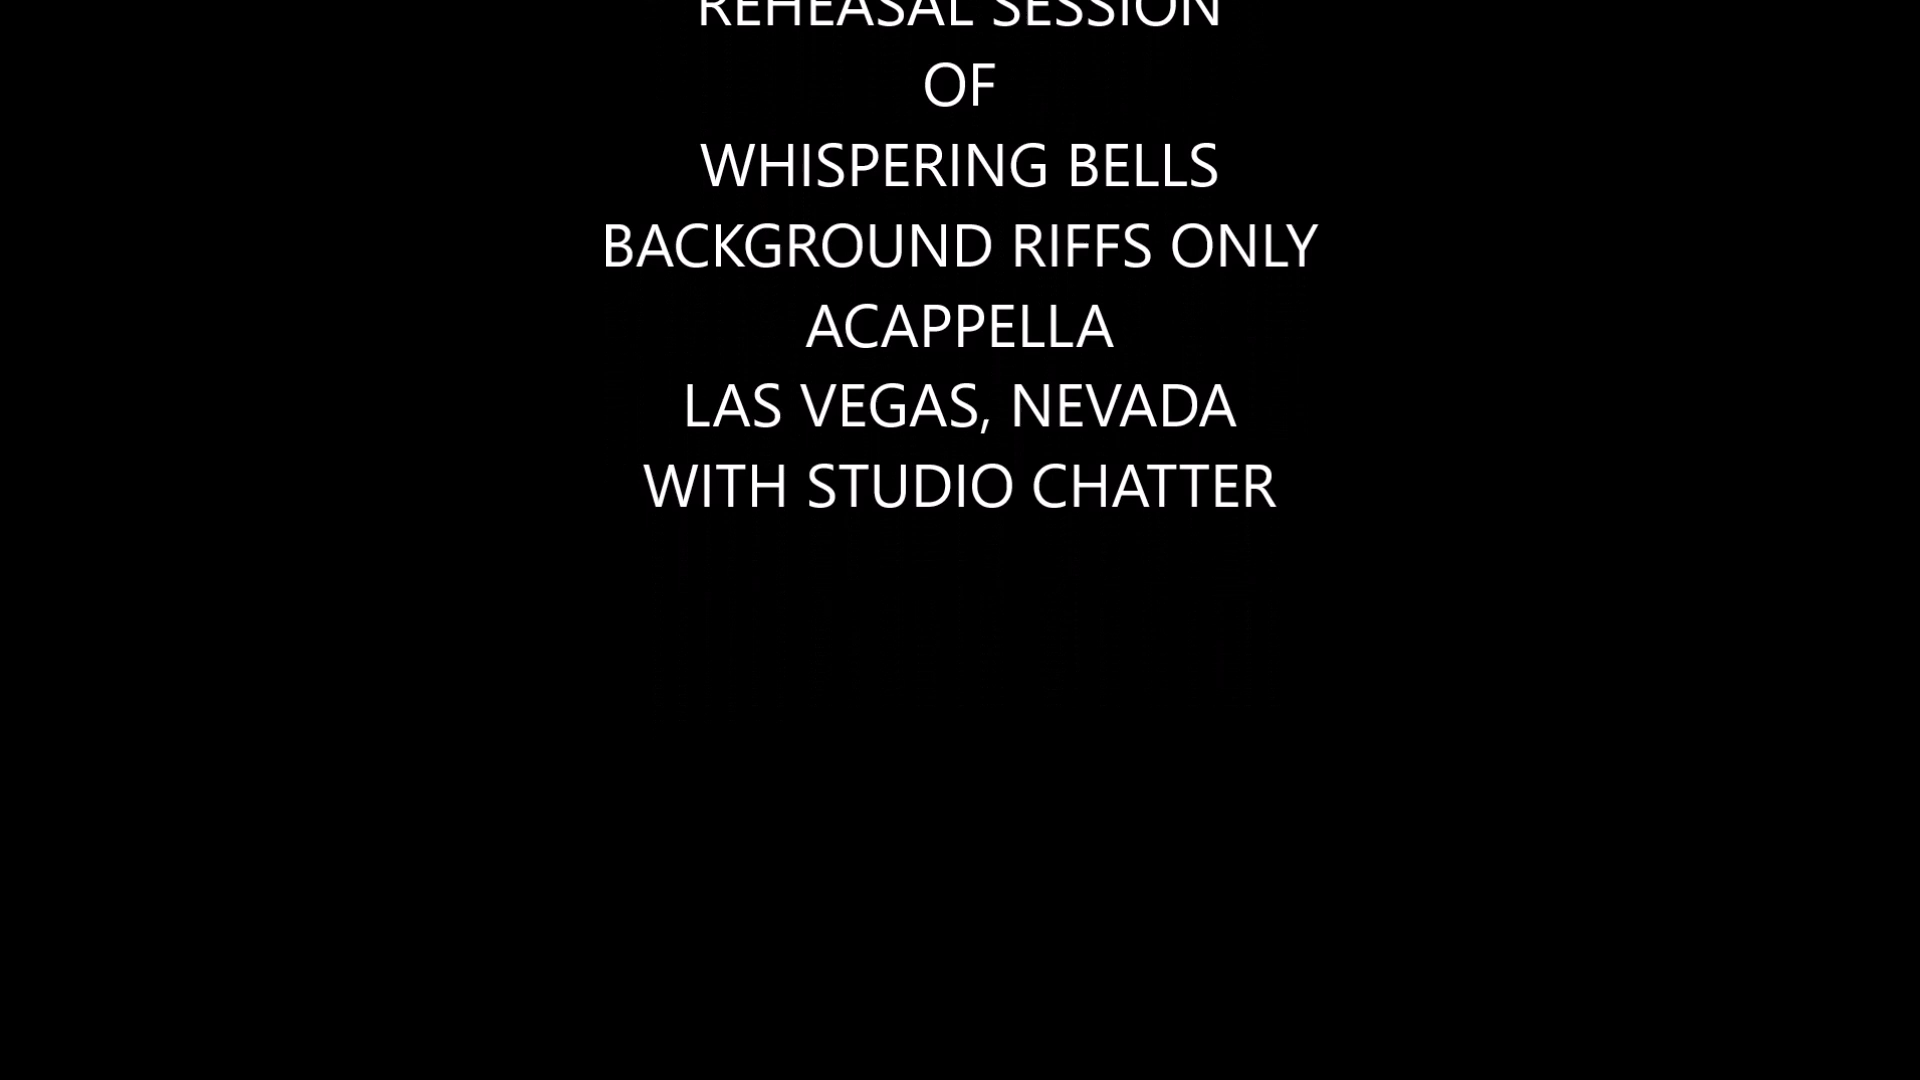 REHEASAL SESSION
OF
WHISPERING BELLS
BACKGROUND RIFFS ONLY
ACAPPELLA
LAS VEGAS, NEVADA
WITH STUDIO CHATTER